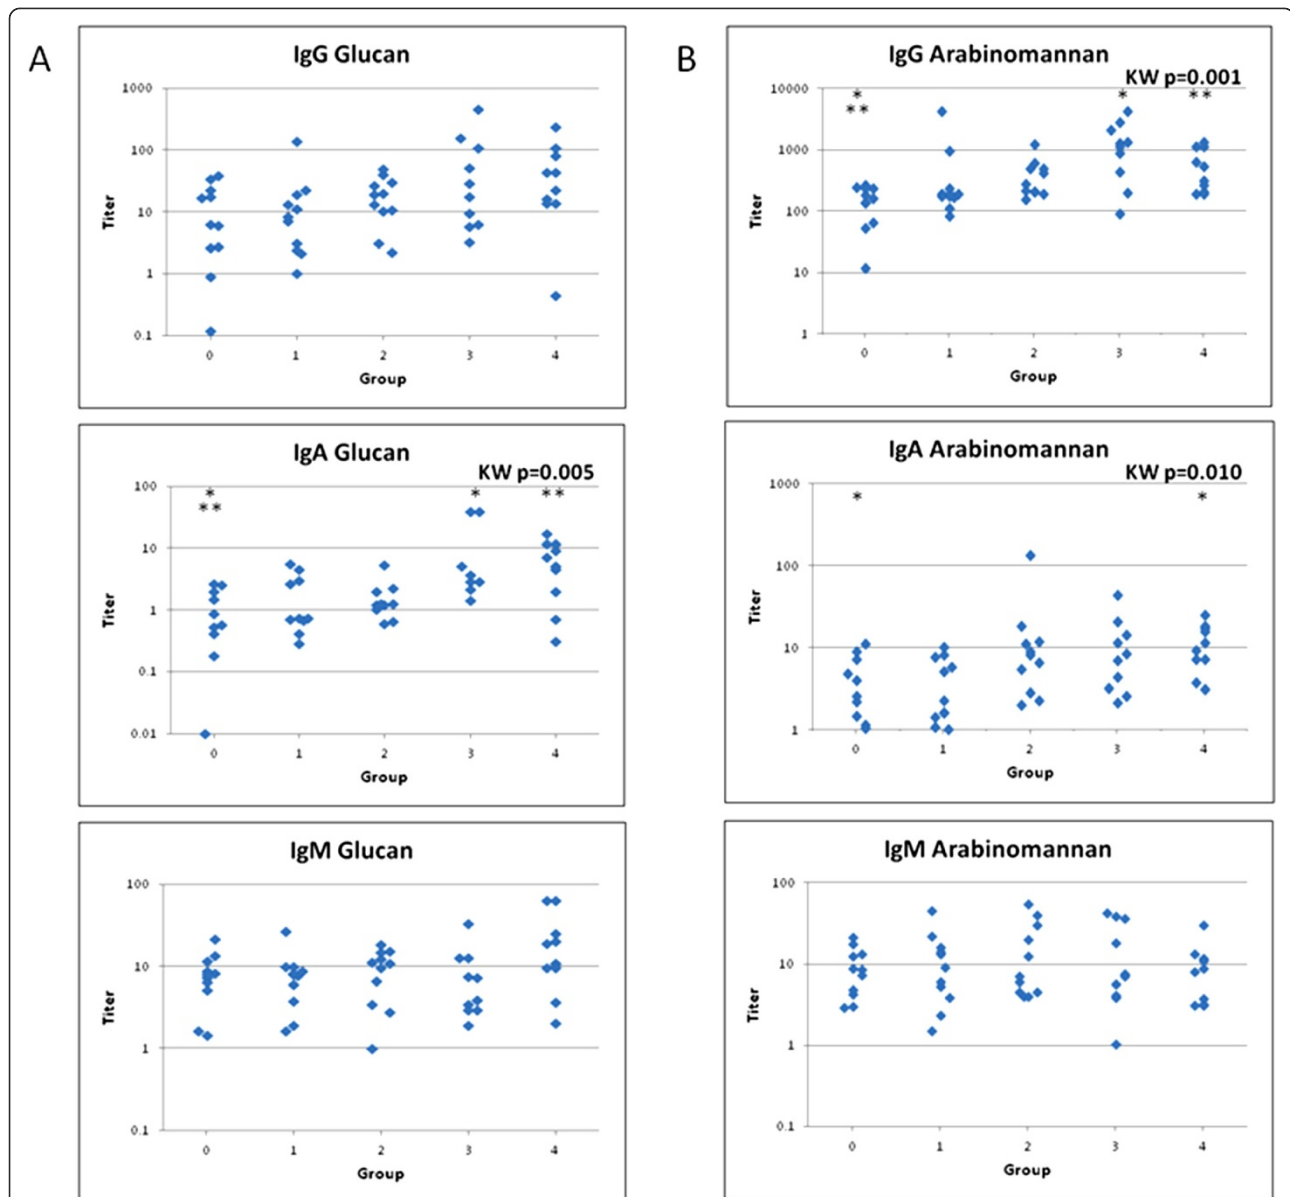 A
IgG Glucan
1000
100
10
1
0.1
Titer
0 1 2 3 4
Group
B
IgG Arabinomannan
KW p=0.001
* * **
**
10000
1000
100
10
1
Titer
0 1 2 3 4
Group
IgA Glucan
KW p=0.005
* * **
**
100
10
1
0.1
0.01
Titer
0 1 2 3 4
Group
IgA Arabinomannan
KW p=0.010
* *
1000
100
10
1
Titer
0 1 2 3 4
Group
IgM Glucan
100
10
1
0.1
Titer
0 1 2 3 4
Group
IgM Arabinomannan
100
10
1
0.1
Titer
0 1 2 3 4
Group